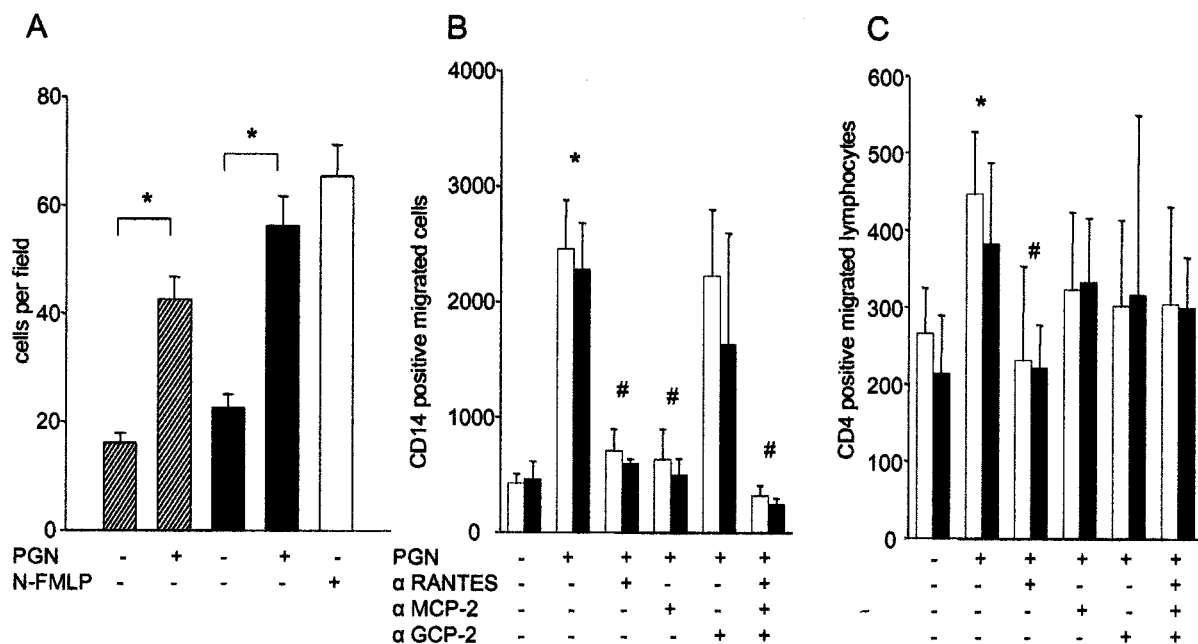 A
80
60
40
20
0
cells per field
*
*
PGN - + - + -
N-FMLP - - - - +
B
4000
3000
2000
1000
0
CD14 positive migrated cells
*
#
#
#
PGN - + + + + +
α RANTES - - + - - +
α MCP-2 - - - + - +
α GCP-2 - - - - + +
C
600
500
400
300
200
100
0
CD4 positive migrated lymphocytes
*
#
- + + + + +
- - + - - +
- - - + - +
- - - - + +